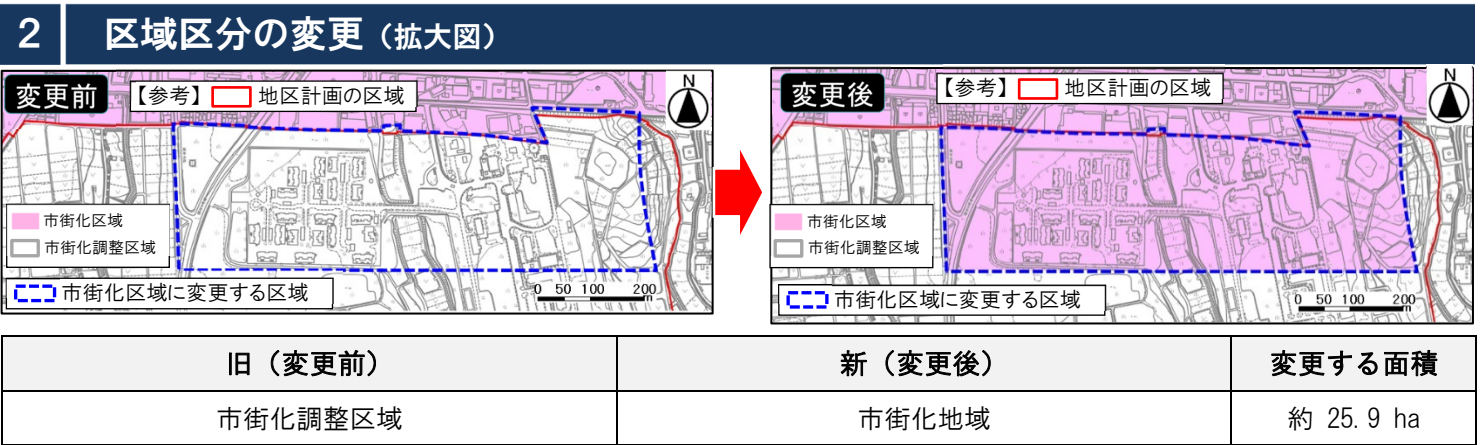 2 区域区分の変更(拡大図)
変更前
【参考】 地区計画の区域
N
市街化区域
市街化調整区域
市街化区域に変更する区域
0 50 100 200
m
変更後
【参考】 地区計画の区域
N
市街化区域
市街化調整区域
市街化区域に変更する区域
0 50 100 200
m
旧(変更前) 新(変更後) 変更する面積
市街化調整区域 市街化地域 約 25.9 ha